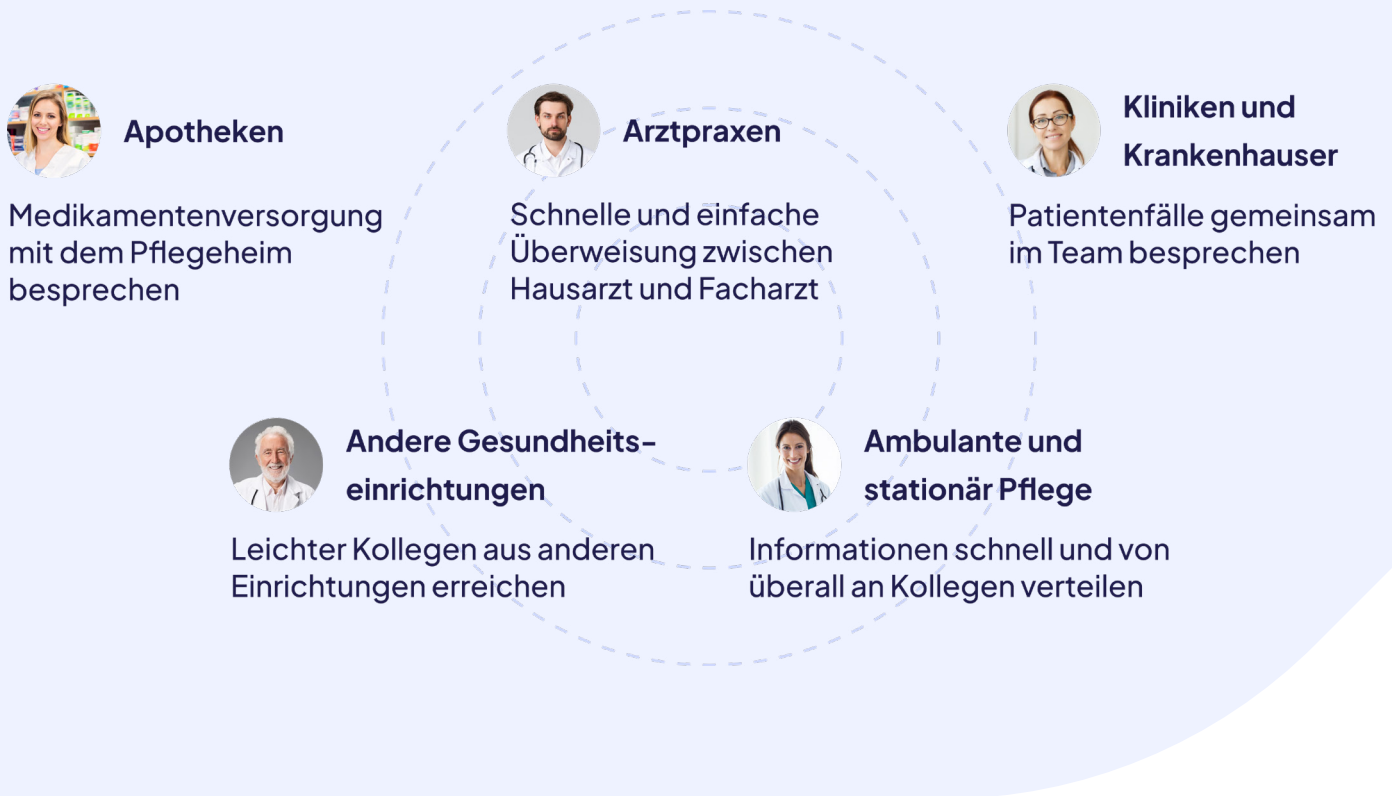 Apotheken
Medikamentenversorgung
mit dem Pflegeheim
besprechen
Arztpraxen
Schnelle und einfache
Überweisung zwischen
Hausarzt und Facharzt
Kliniken und
Krankenhauser
Patientenfälle gemeinsam
im Team besprechen
Andere Gesundheits-
einrichtungen
Leichter Kollegen aus anderen
Einrichtungen erreichen
Ambulante und
stationär Pflege
Informationen schnell und von
überall an Kollegen verteilen